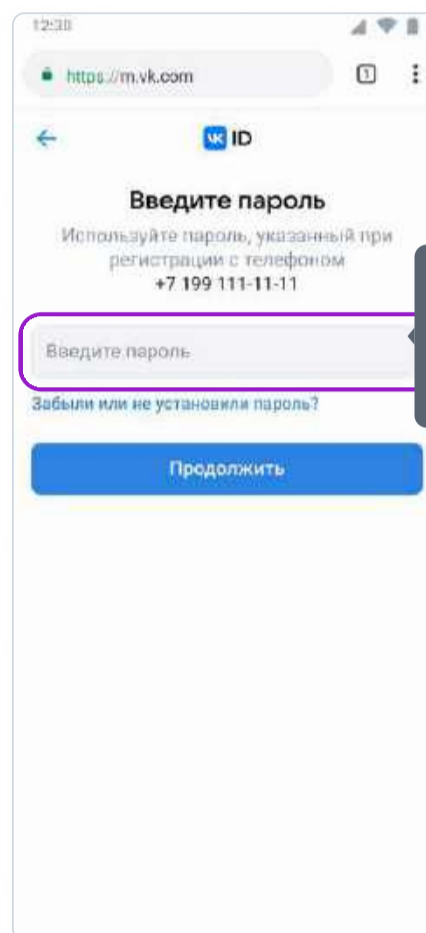 12:30
https://m.vk.com
1
VK ID
Введите пароль
Используйте пароль, указанный при
регистрации с телефоном
+7 199 111-11-11
Введите пароль
Забыли или не установили пароль?
Продолжить